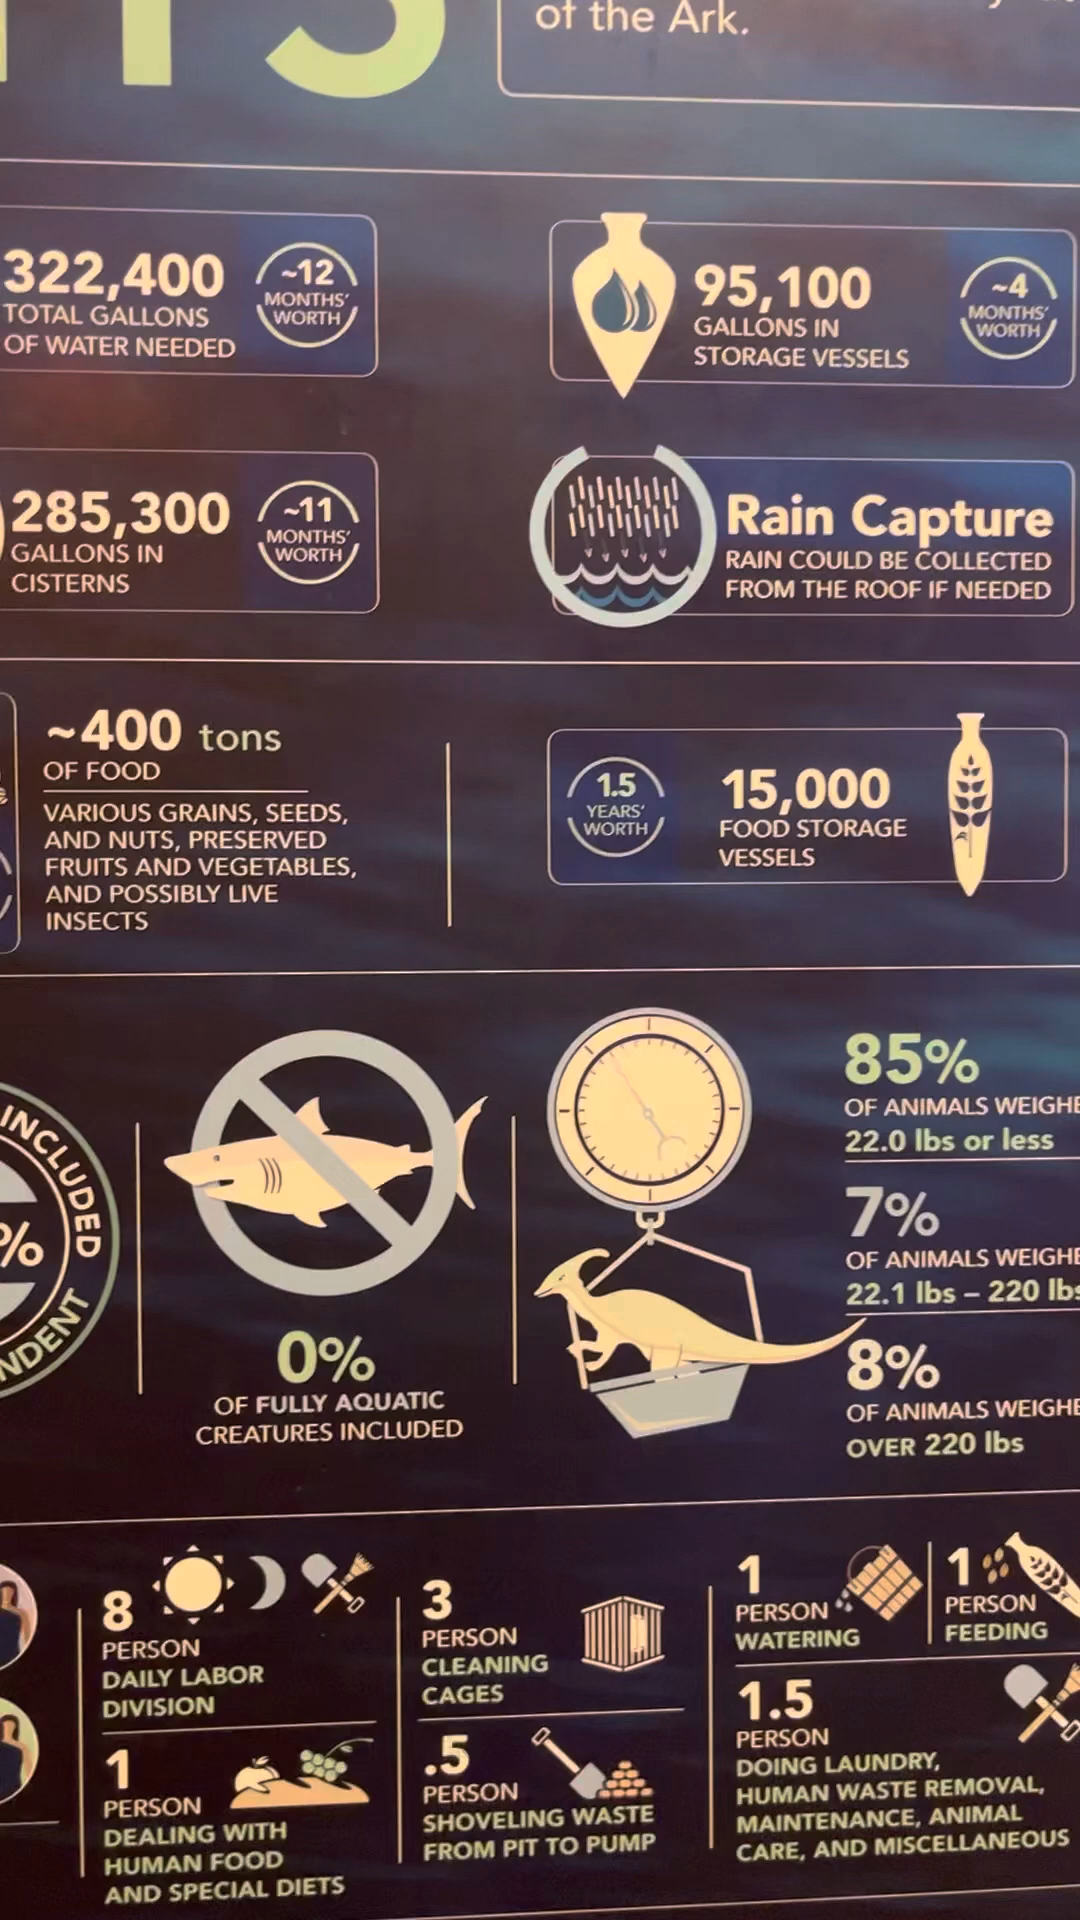 of the Ark.
322,400
TOTAL GALLONS
OF WATER NEEDED
~12
MONTHS'
WORTH
95,100
GALLONS IN
STORAGE VESSELS
~4
MONTHS'
WORTH
285,300
GALLONS IN
CISTERNS
~11
MONTHS'
WORTH
Rain Capture
RAIN COULD BE COLLECTED
FROM THE ROOF IF NEEDED
~400 tons
OF FOOD
VARIOUS GRAINS, SEEDS,
AND NUTS, PRESERVED
FRUITS AND VEGETABLES,
AND POSSIBLY LIVE
INSECTS
1.5
YEARS'
WORTH
15,000
FOOD STORAGE
VESSELS
INCLUDED
%
NDENT
0%
OF FULLY AQUATIC
CREATURES INCLUDED
85%
OF ANIMALS WEIGHE
22.0 lbs or less
7%
OF ANIMALS WEIGHE
22.1 lbs – 220 lbs
8%
OF ANIMALS WEIGHE
OVER 220 lbs
8
PERSON
DAILY LABOR
DIVISION
1
PERSON
DEALING WITH
HUMAN FOOD
AND SPECIAL DIETS
3
PERSON
CLEANING
CAGES
.5
PERSON
SHOVELING WASTE
FROM PIT TO PUMP
1
PERSON
WATERING
1
PERSON
FEEDING
1.5
PERSON
DOING LAUNDRY,
HUMAN WASTE REMOVAL,
MAINTENANCE, ANIMAL
CARE, AND MISCELLANEOUS